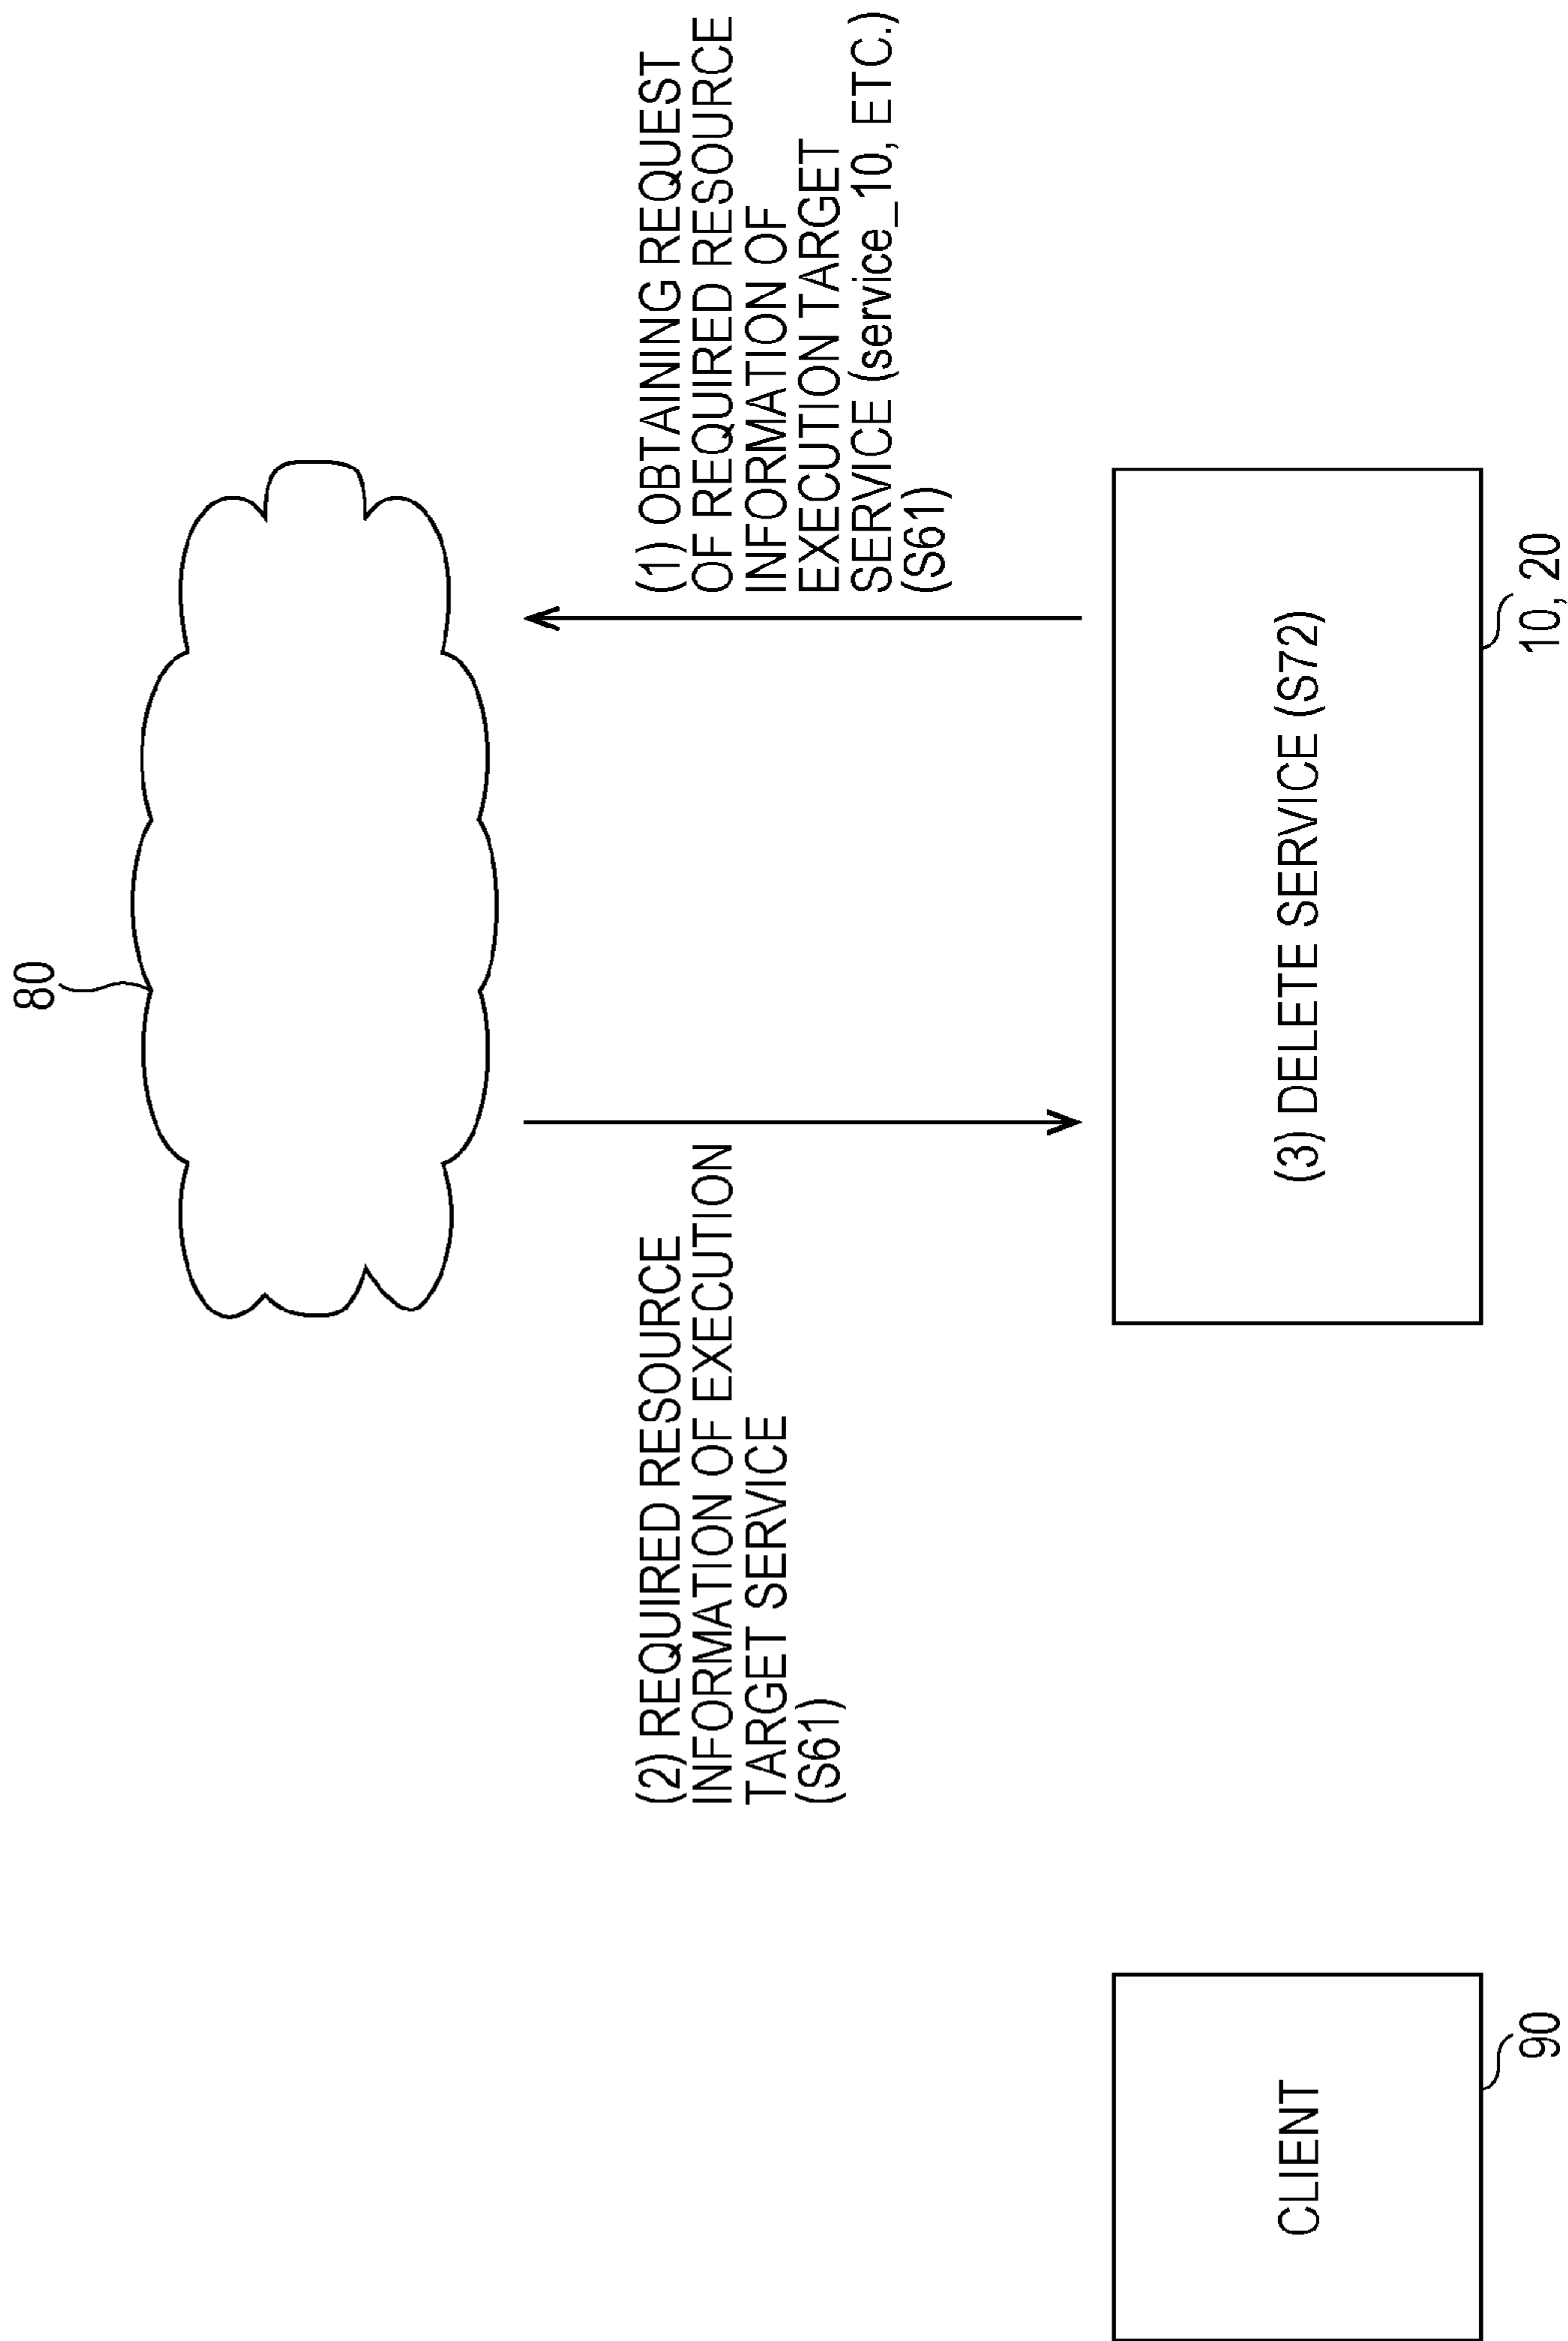 80
(2) REQUIRED RESOURCE
INFORMATION OF EXECUTION
TARGET SERVICE
(S61)
(1) OBTAINING REQUEST
OF REQUIRED RESOURCE
INFORMATION OF
EXECUTION TARGET
SERVICE (service_10, ETC.)
(S61)
CLIENT
90
(3) DELETE SERVICE (S72)
10, 20